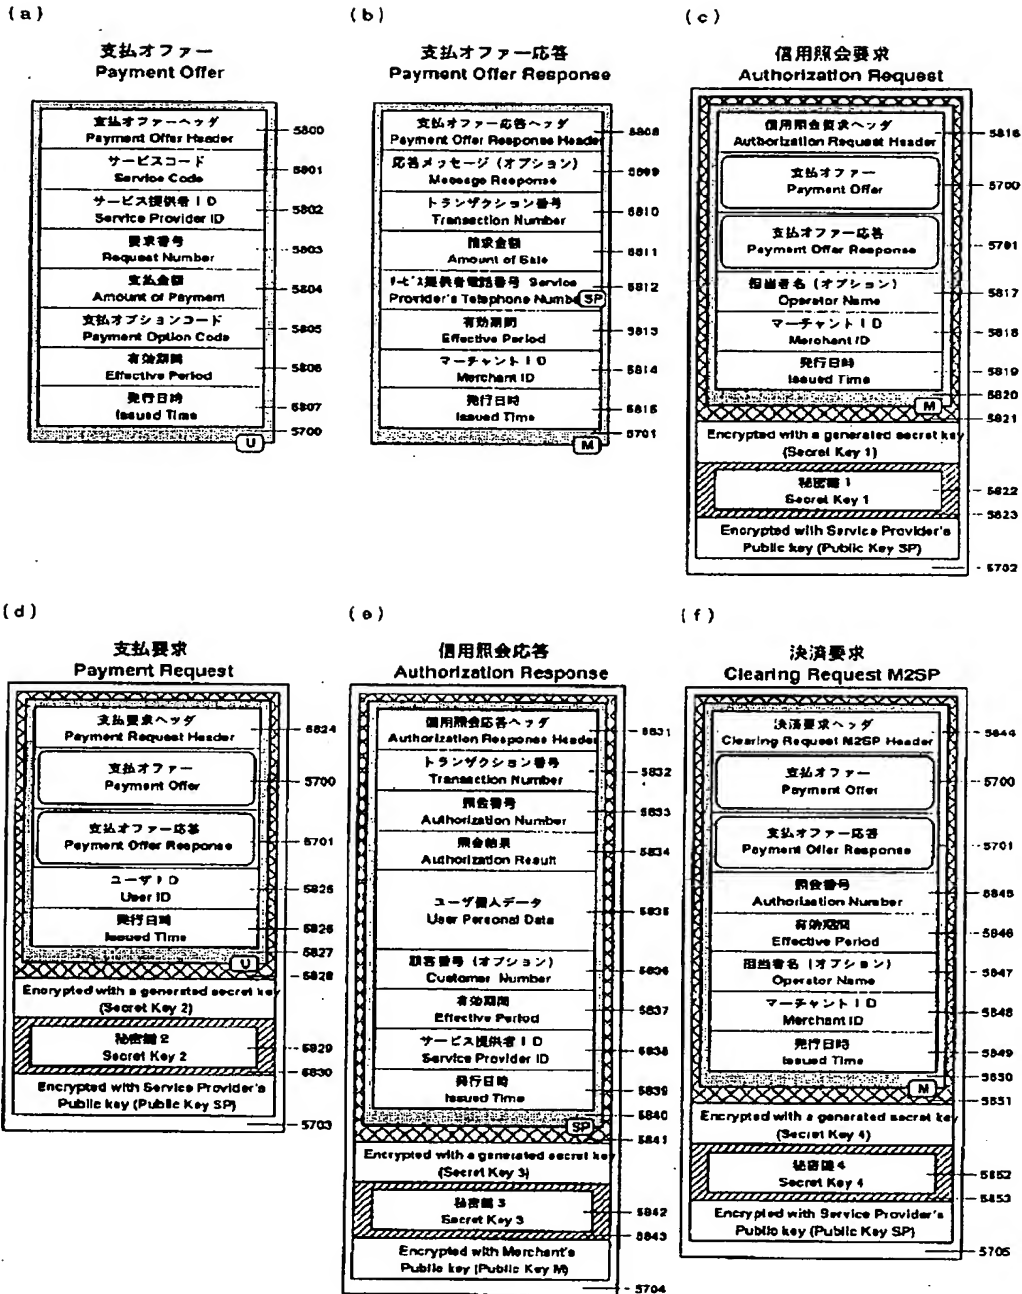 (a)
支払オファー
Payment Offer
支払オファーヘッダ
Payment Offer Header
5800
サービスコード
Service Code
5801
サービス提供者ID
Service Provider ID
5802
要求番号
Request Number
5803
支払金額
Amount of Payment
5804
支払オプションコード
Payment Option Code
5805
有効期間
Effective Period
5806
発行日時
Issued Time
5807
5700
U
(b)
支払オファー応答
Payment Offer Response
支払オファー応答ヘッダ
Payment Offer Response Header
5808
応答メッセージ (オプション)
Message Response
5809
トランザクション番号
Transaction Number
5810
請求金額
Amount of Sale
5811
サービス提供者電話番号 Service
Provider's Telephone Number
SP
5812
有効期間
Effective Period
5813
マーチャントID
Merchant ID
5814
発行日時
Issued Time
5815
5701
M
(c)
信用照会要求
Authorization Request
信用照会要求ヘッダ
Authorization Request Header
5816
支払オファー
Payment Offer
5700
支払オファー応答
Payment Offer Response
5701
担当者名 (オプション)
Operator Name
5817
マーチャントID
Merchant ID
5818
発行日時
Issued Time
5819
5820
M
5821
Encrypted with a generated secret key
(Secret Key 1)
秘密鍵1
Secret Key 1
5822
5823
Encrypted with Service Provider's
Public key (Public Key SP)
5702
(d)
支払要求
Payment Request
支払要求ヘッダ
Payment Request Header
5824
支払オファー
Payment Offer
5700
支払オファー応答
Payment Offer Response
5701
ユーザID
User ID
5825
発行日時
Issued Time
5826
5827
U
5828
Encrypted with a generated secret key
(Secret Key 2)
秘密鍵2
Secret Key 2
5829
5830
Encrypted with Service Provider's
Public key (Public Key SP)
5703
(e)
信用照会応答
Authorization Response
信用照会応答ヘッダ
Authorization Response Header
5831
トランザクション番号
Transaction Number
5832
照会番号
Authorization Number
5833
照会結果
Authorization Result
5834
ユーザ個人データ
User Personal Data
5835
顧客番号 (オプション)
Customer Number
5836
有効期間
Effective Period
5837
サービス提供者ID
Service Provider ID
5838
発行日時
Issued Time
5839
5840
SP
5841
Encrypted with a generated secret key
(Secret Key 3)
秘密鍵3
Secret Key 3
5842
5843
Encrypted with Merchant's
Public key (Public Key M)
5704
(f)
決済要求
Clearing Request M2SP
決済要求ヘッダ
Clearing Request M2SP Header
5844
支払オファー
Payment Offer
5700
支払オファー応答
Payment Offer Response
5701
照会番号
Authorization Number
5845
有効期間
Effective Period
5846
担当者名 (オプション)
Operator Name
5847
マーチャントID
Merchant ID
5848
発行日時
Issued Time
5849
5850
M
5851
Encrypted with a generated secret key
(Secret Key 4)
秘密鍵4
Secret Key 4
5852
5853
Encrypted with Service Provider's
Public key (Public Key SP)
5705